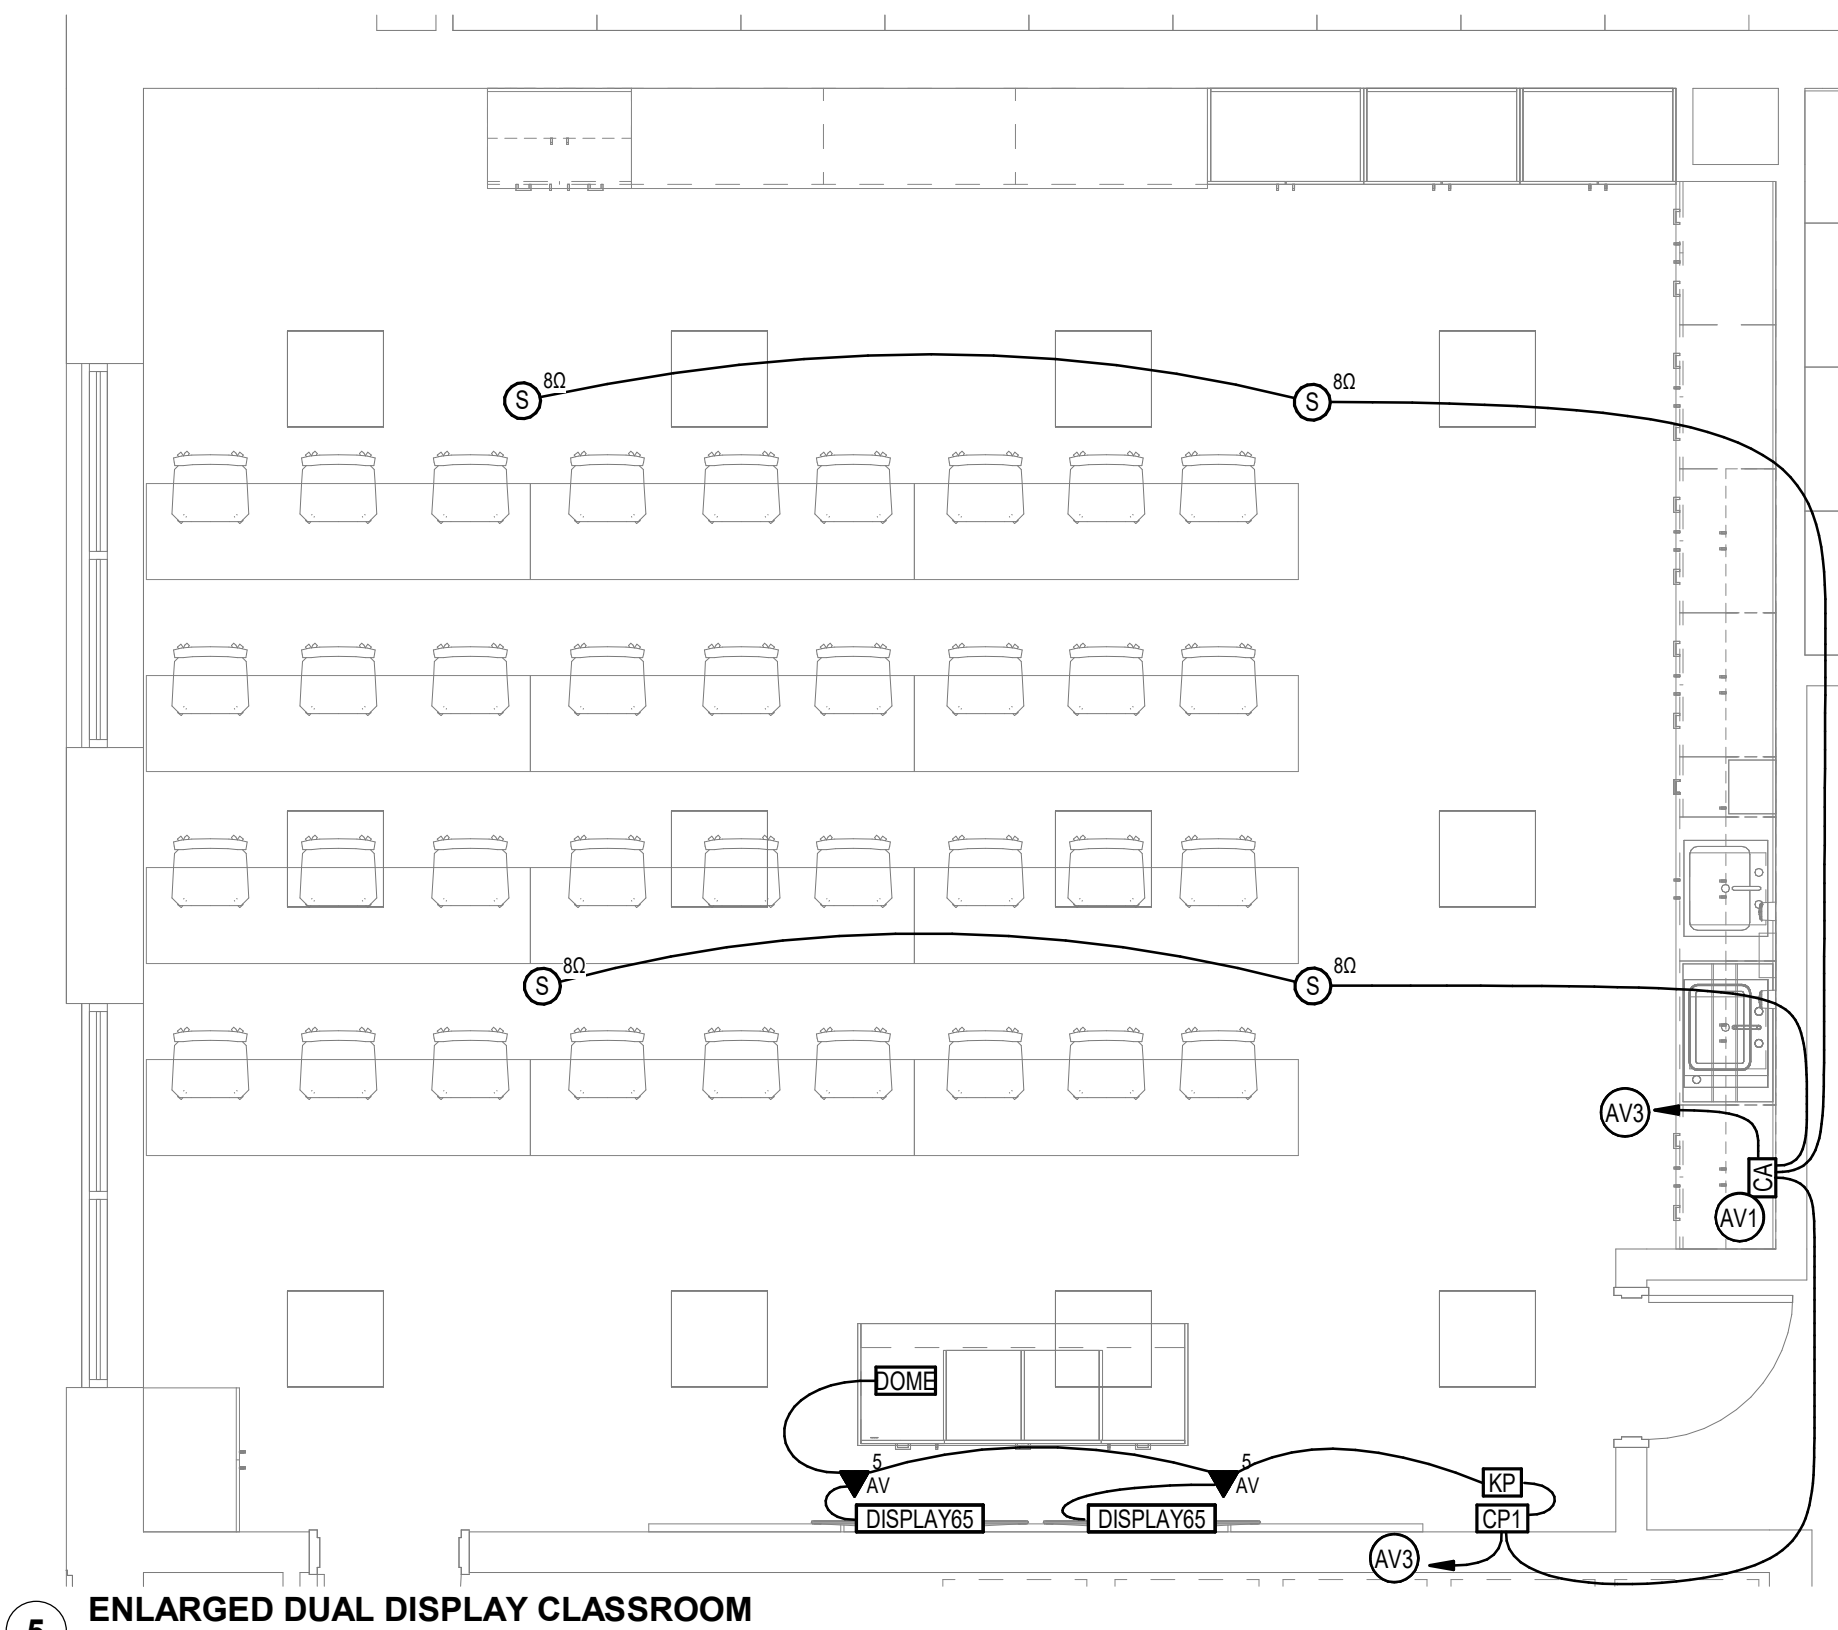 8Ω
8Ω
S
S
8Ω
8Ω
S
S
AV3
CA
AV1
DOME
5
AV
5
AV
KP
DISPLAY65
DISPLAY65
CP1
AV3
ENLARGED DUAL DISPLAY CLASSROOM
5